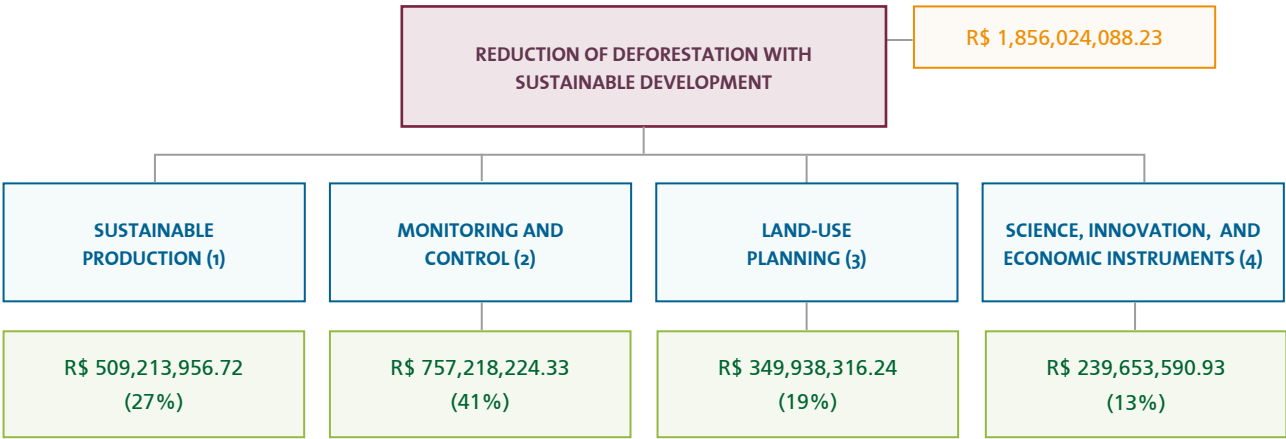 REDUCTION OF DEFORESTATION WITH
SUSTAINABLE DEVELOPMENT
R$ 1,856,024,088.23
SUSTAINABLE
PRODUCTION (1)
MONITORING AND
CONTROL (2)
LAND-USE
PLANNING (3)
SCIENCE, INNOVATION, AND
ECONOMIC INSTRUMENTS (4)
R$ 509,213,956.72
(27%)
R$ 757,218,224.33
(41%)
R$ 349,938,316.24
(19%)
R$ 239,653,590.93
(13%)